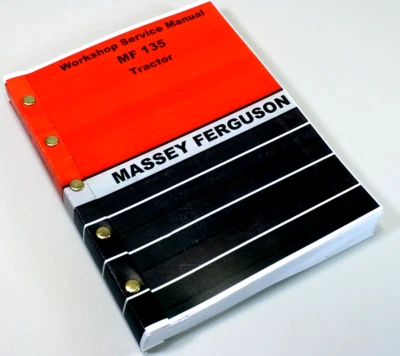 Workshop Service Manual
MF 135
Tractor
MASSEY FERGUSON